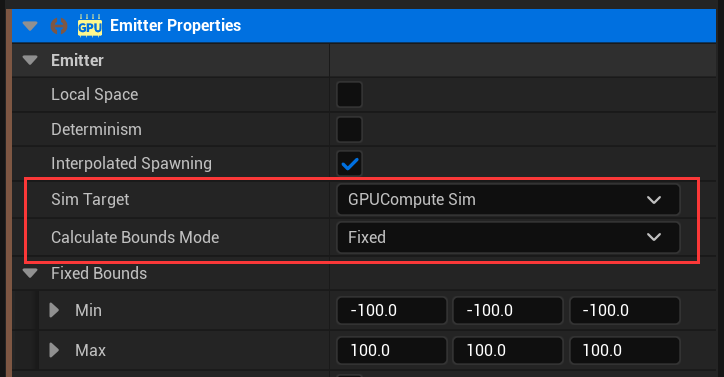 GPU Emitter Properties
Emitter
Local Space
Determinism
Interpolated Spawning
Sim Target GPUCompute Sim
Calculate Bounds Mode Fixed
Fixed Bounds
Min -100.0 -100.0 -100.0
Max 100.0 100.0 100.0